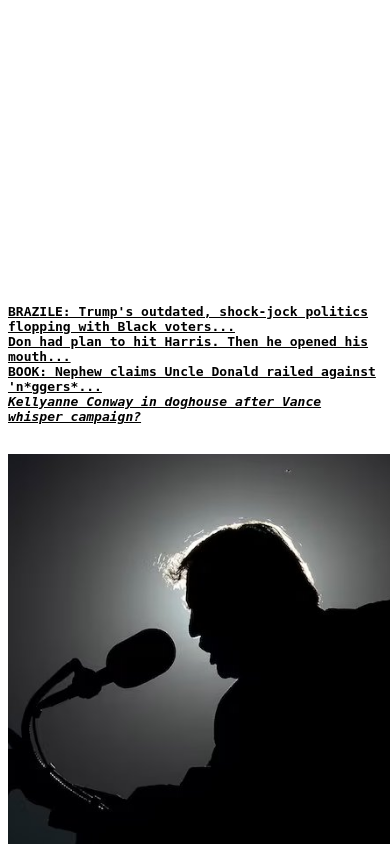 BRAZILE: Trump's outdated, shock-jock politics
flopping with Black voters...
Don had plan to hit Harris. Then he opened his
mouth...
BOOK: Nephew claims Uncle Donald railed against
'n*ggers*...
Kellyanne Conway in doghouse after Vance
whisper campaign?